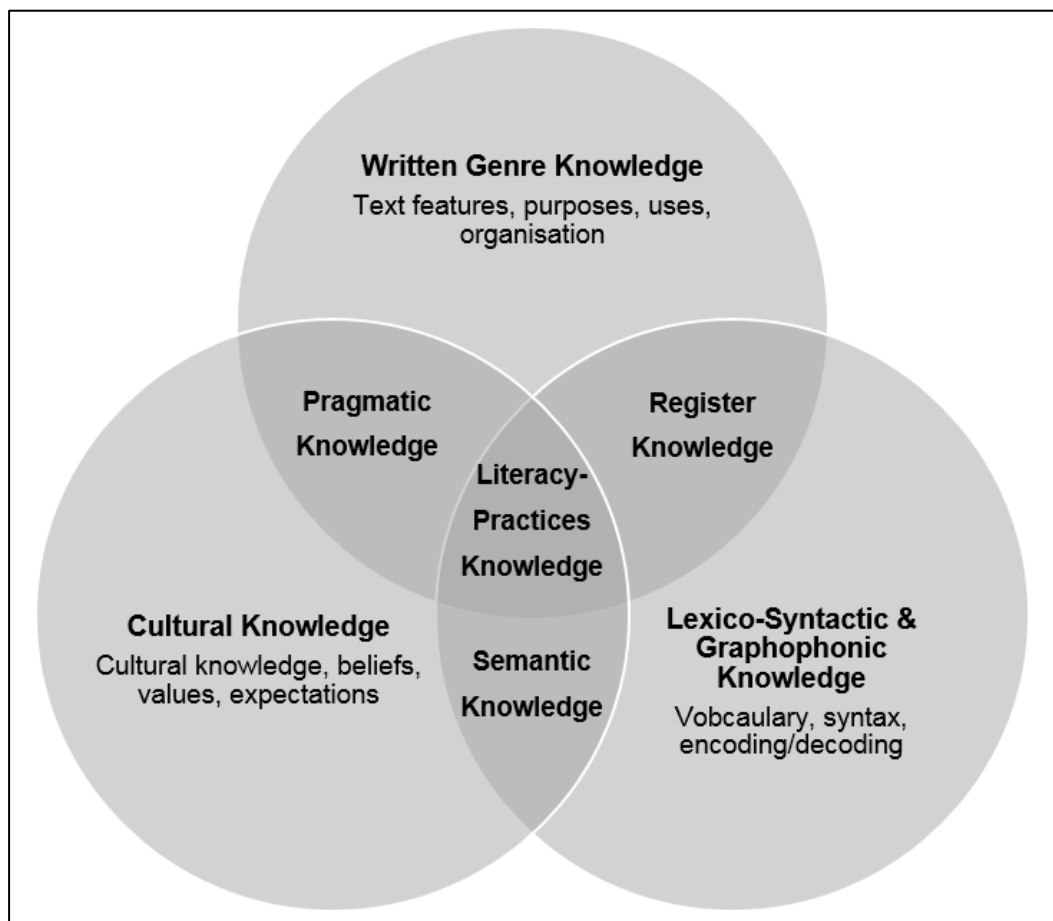 Written Genre Knowledge
Text features, purposes, uses,
organisation
Pragmatic
Knowledge
Register
Knowledge
Literacy-
Practices
Knowledge
Cultural Knowledge
Cultural knowledge, beliefs,
values, expectations
Semantic
Knowledge
Lexico-Syntactic &
Graphophonic
Knowledge
Vobcaulary, syntax,
encoding/decoding